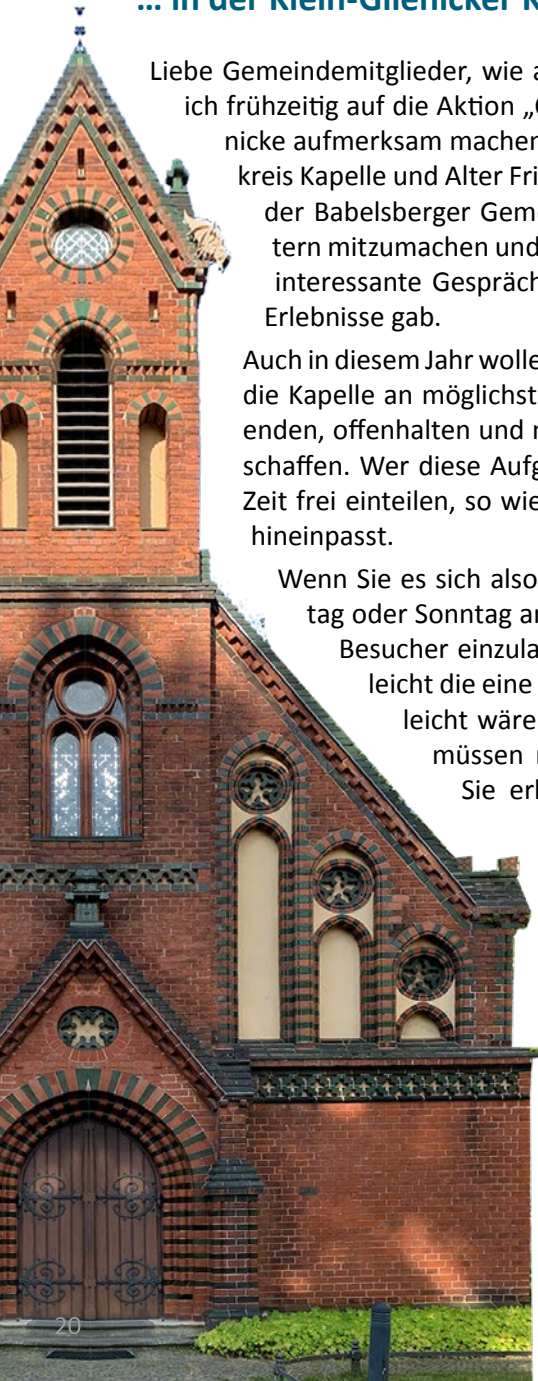 … in der Klein-Glienicker K
Liebe Gemeindemitglieder, wie a
ich frühzeitig auf die Aktion „
nicke aufmerksam machen
kreis Kapelle und Alter Fri
der Babelsberger Geme
tern mitzumachen und
interessante Gespräch
Erlebnisse gab.
Auch in diesem Jahr wolle
die Kapelle an möglichst
enden, offenhalten und n
schaffen. Wer diese Aufg
Zeit frei einteilen, so wie
hineinpasst.
Wenn Sie es sich also
tag oder Sonntag an
Besucher einzula
leicht die eine
leicht wäre
müssen n
Sie erl
20